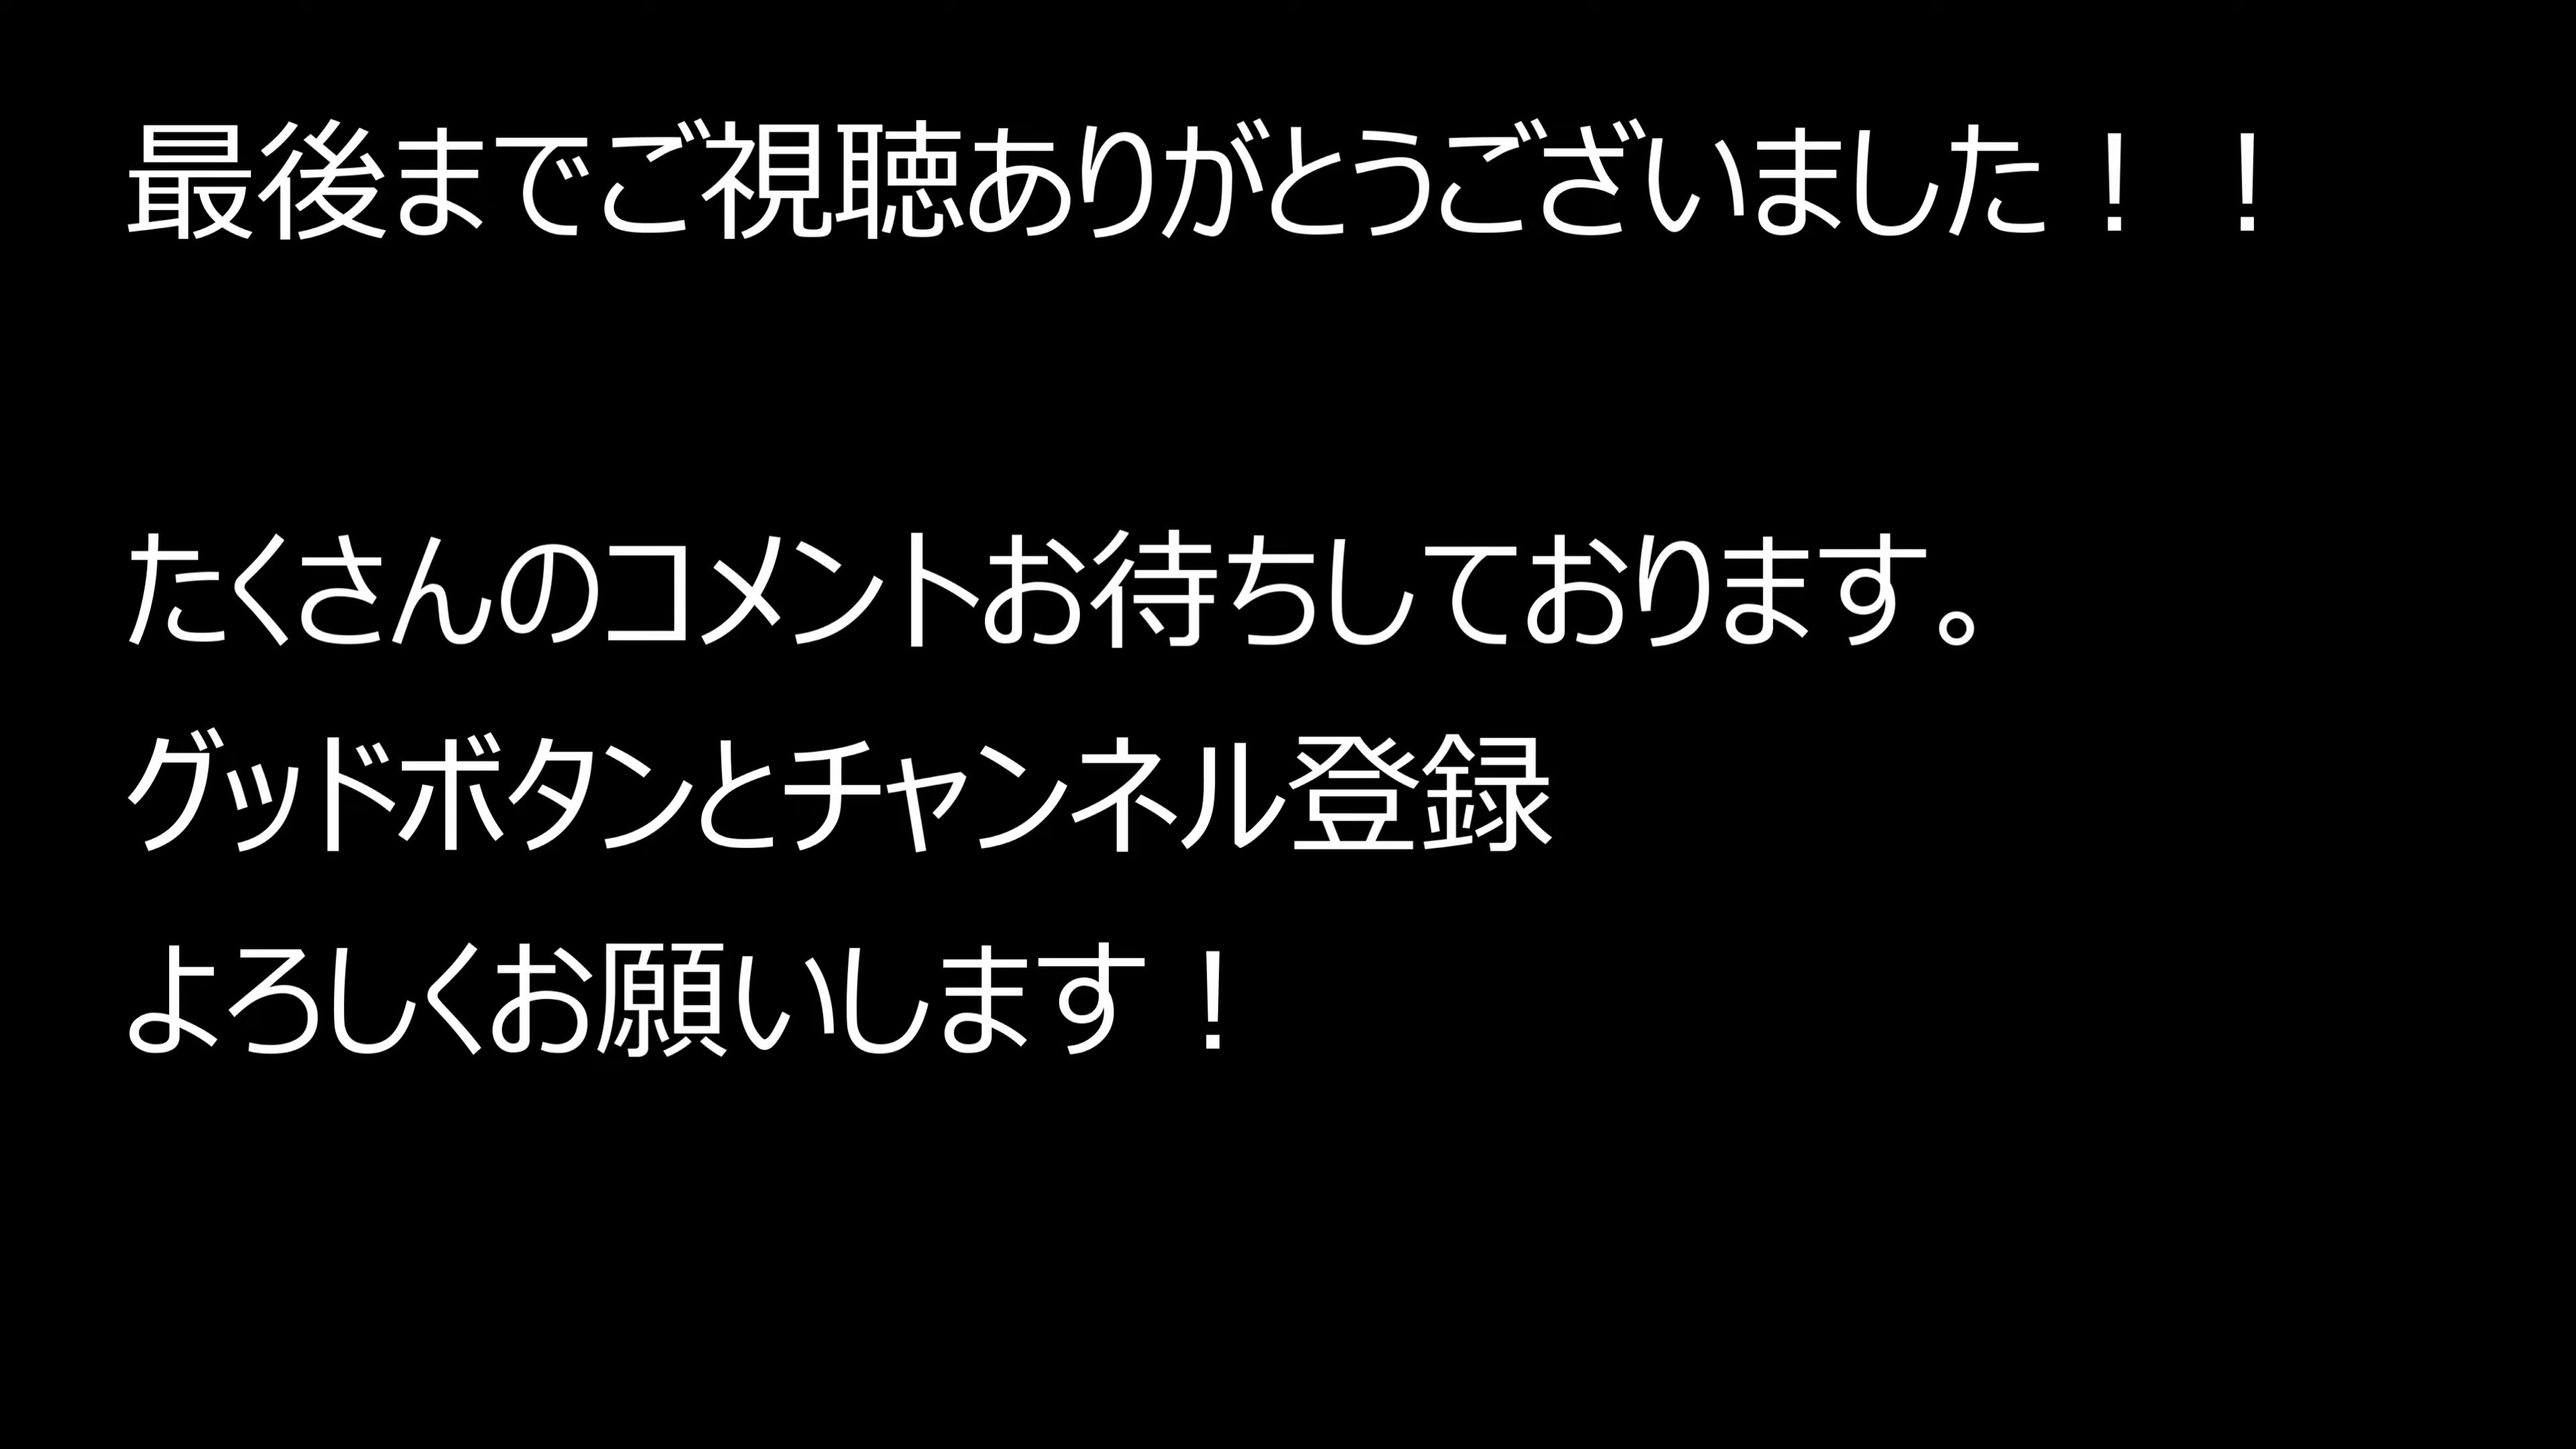 最後までご視聴ありがとうございました！！
たくさんのコメントお待ちしております。
グッドボタンとチャンネル登録
よろしくお願いします！